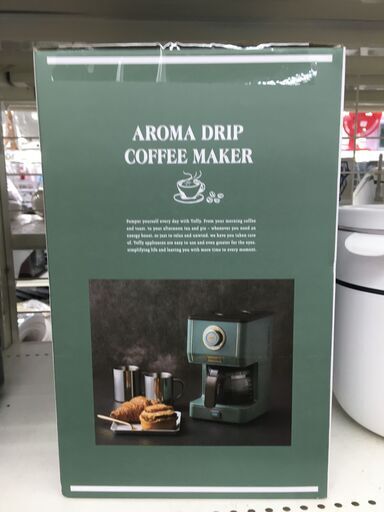 AROMA DRIP
COFFEE MAKER
Pamper yourself every day with Toffy. From your morning coffee
and toast, to your afternoon tea and pie – whenever you need an
energy boost, or just to relax and unwind, we have you taken care
of. Toffy appliances are easy to use and even greater for the eyes,
simplifying life and leaving you with more time to every moment.